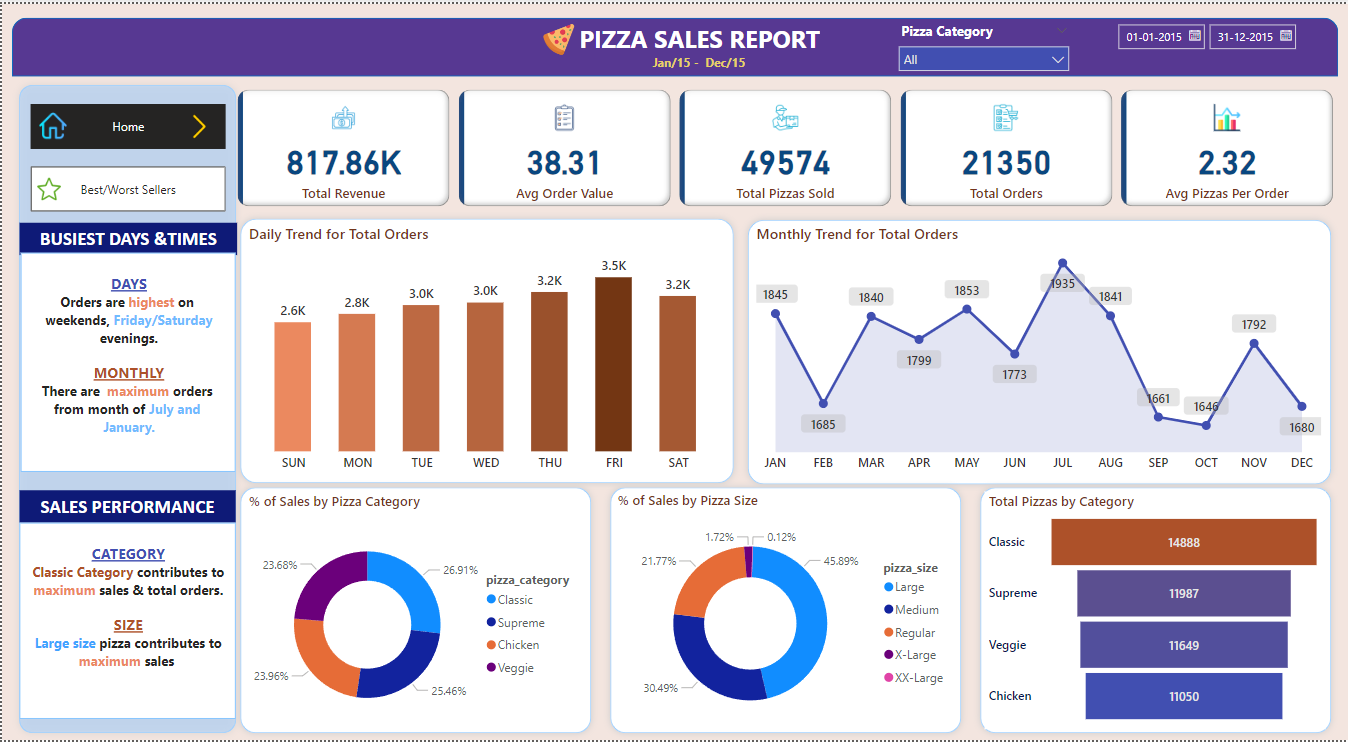 PIZZA SALES REPORT
Jan/15 - Dec/15
Pizza Category
All
01-01-2015
31-12-2015
Home
Best/Worst Sellers
BUSIEST DAYS &TIMES
DAYS
Orders are highest on
weekends, Friday/Saturday
evenings.
MONTHLY
There are maximum orders
from month of July and
January.
SALES PERFORMANCE
CATEGORY
Classic Category contributes to
maximum sales & total orders.
SIZE
Large size pizza contributes to
maximum sales
817.86K
Total Revenue
38.31
Avg Order Value
49574
Total Pizzas Sold
21350
Total Orders
2.32
Avg Pizzas Per Order
Daily Trend for Total Orders
2.6K
2.8K
3.0K
3.0K
3.2K
3.5K
3.2K
SUN
MON
TUE
WED
THU
FRI
SAT
Monthly Trend for Total Orders
1845
1685
1840
1799
1853
1773
1935
1841
1661
1646
1792
1680
JAN
FEB
MAR
APR
MAY
JUN
JUL
AUG
SEP
OCT
NOV
DEC
% of Sales by Pizza Category
26.91%
25.46%
23.96%
23.68%
pizza_category
Classic
Supreme
Chicken
Veggie
% of Sales by Pizza Size
1.72%
0.12%
21.77%
45.89%
30.49%
pizza_size
Large
Medium
Regular
X-Large
XX-Large
Total Pizzas by Category
Classic
14888
Supreme
11987
Veggie
11649
Chicken
11050